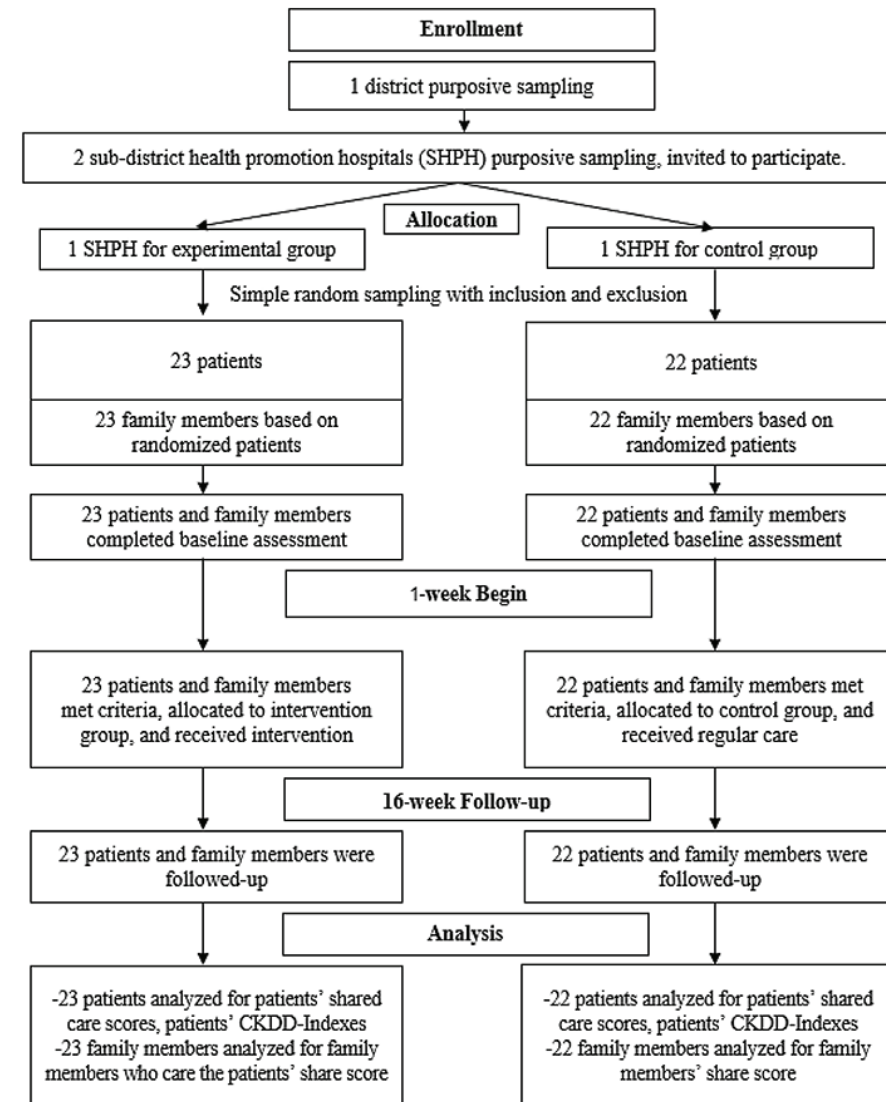 Enrollment
1 district purposive sampling
2 sub-district health promotion hospitals (SHPH) purposive sampling, invited to participate.
Allocation
1 SHPH for experimental group
1 SHPH for control group
Simple random sampling with inclusion and exclusion
23 patients
22 patients
23 family members based on
randomized patients
22 family members based on
randomized patients
23 patients and family members
completed baseline assessment
22 patients and family members
completed baseline assessment
1-week Begin
23 patients and family members
met criteria, allocated to intervention
group, and received intervention
22 patients and family members met
criteria, allocated to control group, and
received regular care
16-week Follow-up
23 patients and family members were
followed-up
22 patients and family members were
followed-up
Analysis
-23 patients analyzed for patients’ shared
care scores, patients’ CKDD-Indexes
-23 family members analyzed for family
members who care the patients’ share score
-22 patients analyzed for patients’ shared
care scores, patients’ CKDD-Indexes
-22 family members analyzed for family
members’ share score